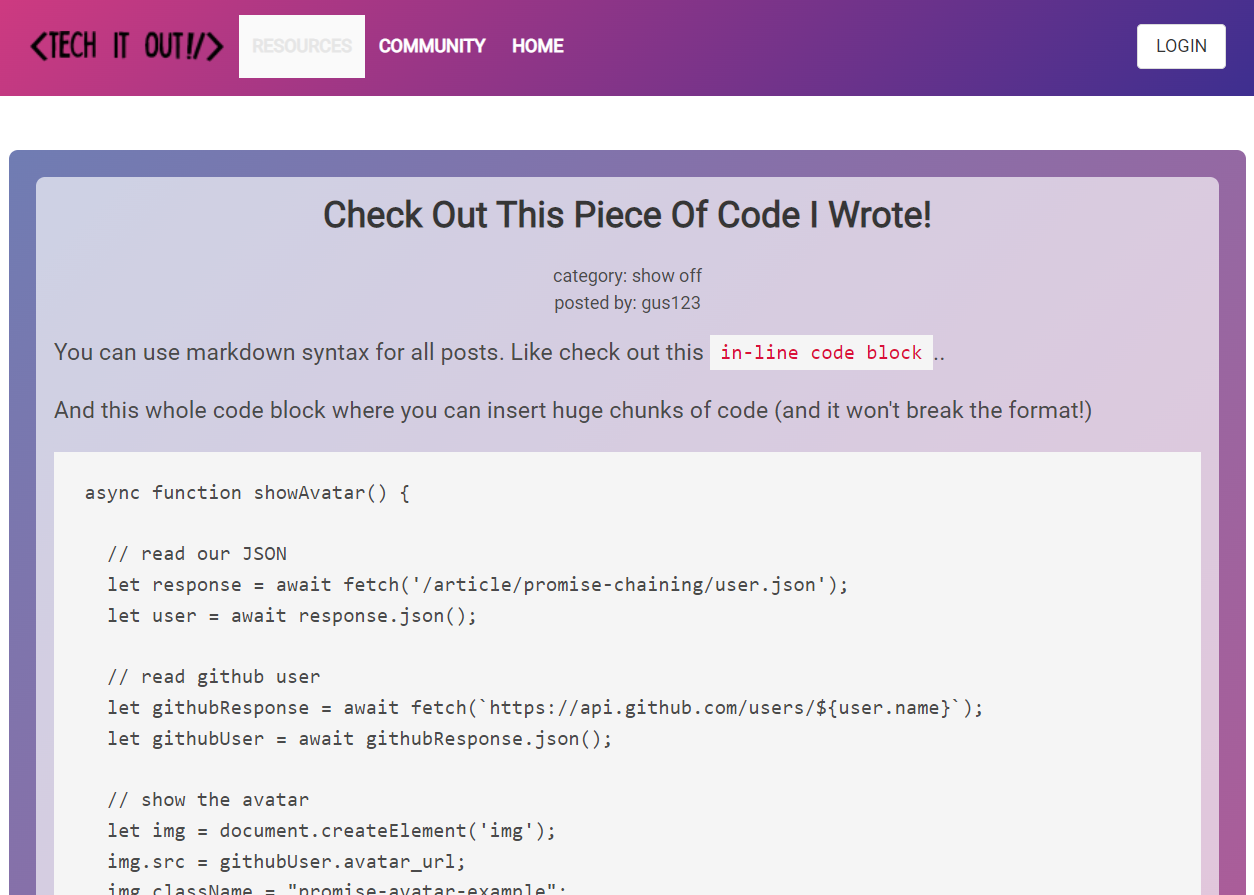 <TECH IT OUT!/> RESOURCES COMMUNITY HOME LOGIN
Check Out This Piece Of Code I Wrote!
category: show off
posted by: gus123
You can use markdown syntax for all posts. Like check out this in-line code block ..
And this whole code block where you can insert huge chunks of code (and it won't break the format!)
async function showAvatar() {
  // read our JSON
  let response = await fetch('/article/promise-chaining/user.json');
  let user = await response.json();
  // read github user
  let githubResponse = await fetch(`https://api.github.com/users/${user.name}`);
  let githubUser = await githubResponse.json();
  // show the avatar
  let img = document.createElement('img');
  img.src = githubUser.avatar_url;
  img.className = "promise-avatar-example";